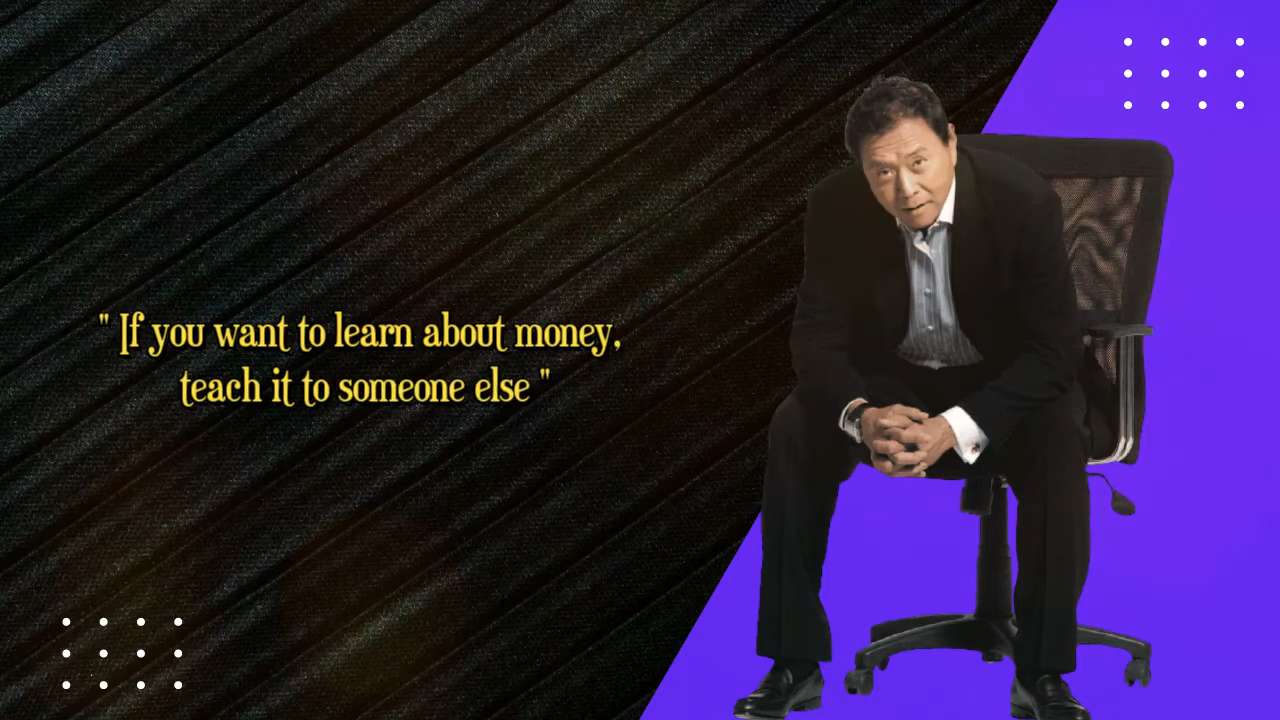 " If you want to learn about money,
teach it to someone else "